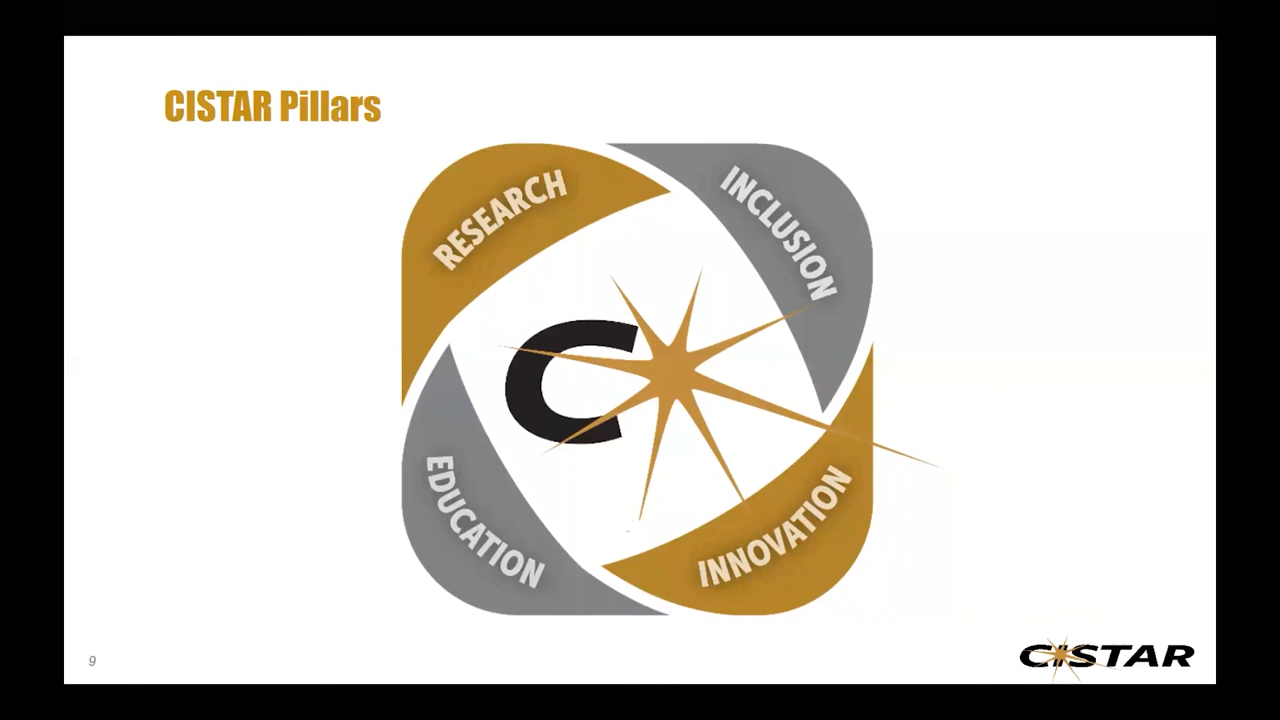 CISTAR Pillars
RESEARCH
INCLUSION
C
EDUCATION
INNOVATION
9
CISTAR